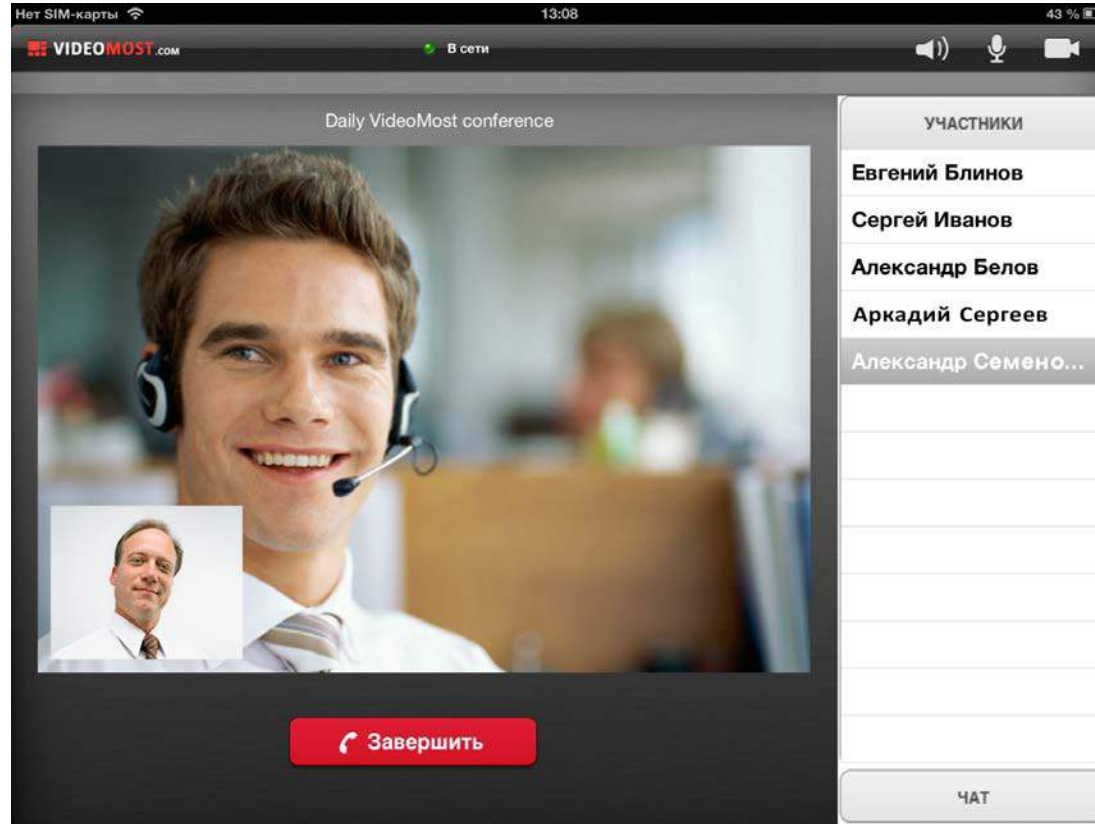 Нет SIM-карты 13:08 43 %
VIDEOMOST.COM В сети
Daily VideoMost conference
УЧАСТНИКИ
Евгений Блинов
Сергей Иванов
Александр Белов
Аркадий Сергеев
Александр Семено...
Завершить
ЧАТ